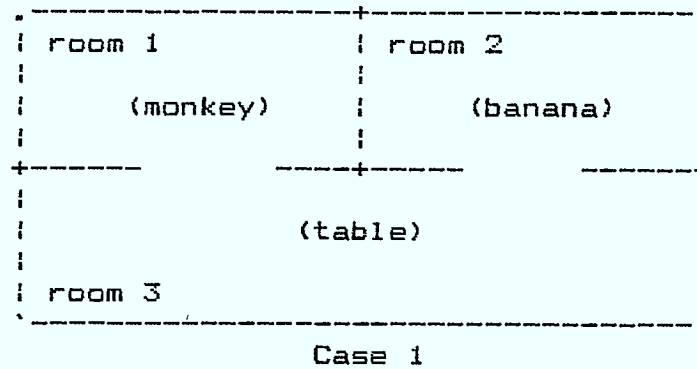 room 1 room 2
(monkey) (banana)
(table)
room 3
Case 1